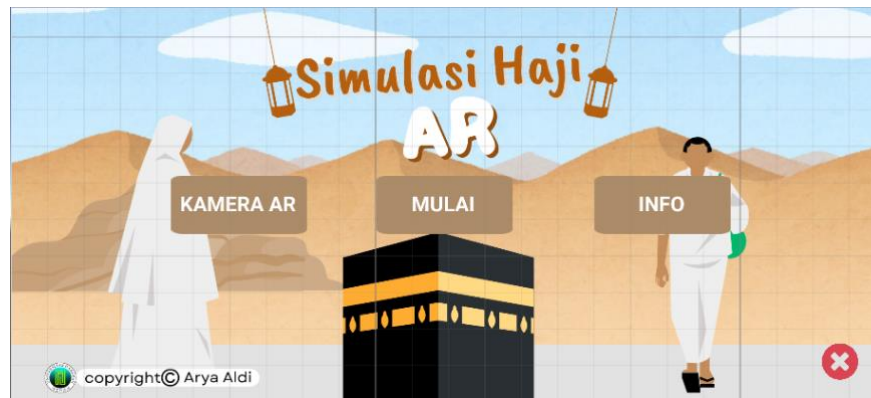 Simulasi Haji
AR
KAMERA AR
MULAI
INFO
copyright© Arya Aldi